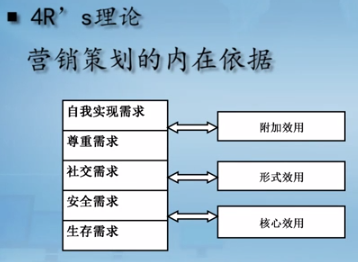 ▪ 4R’s理论
营销策划的内在依据
自我实现需求
尊重需求
社交需求
安全需求
生存需求
附加效用
形式效用
核心效用